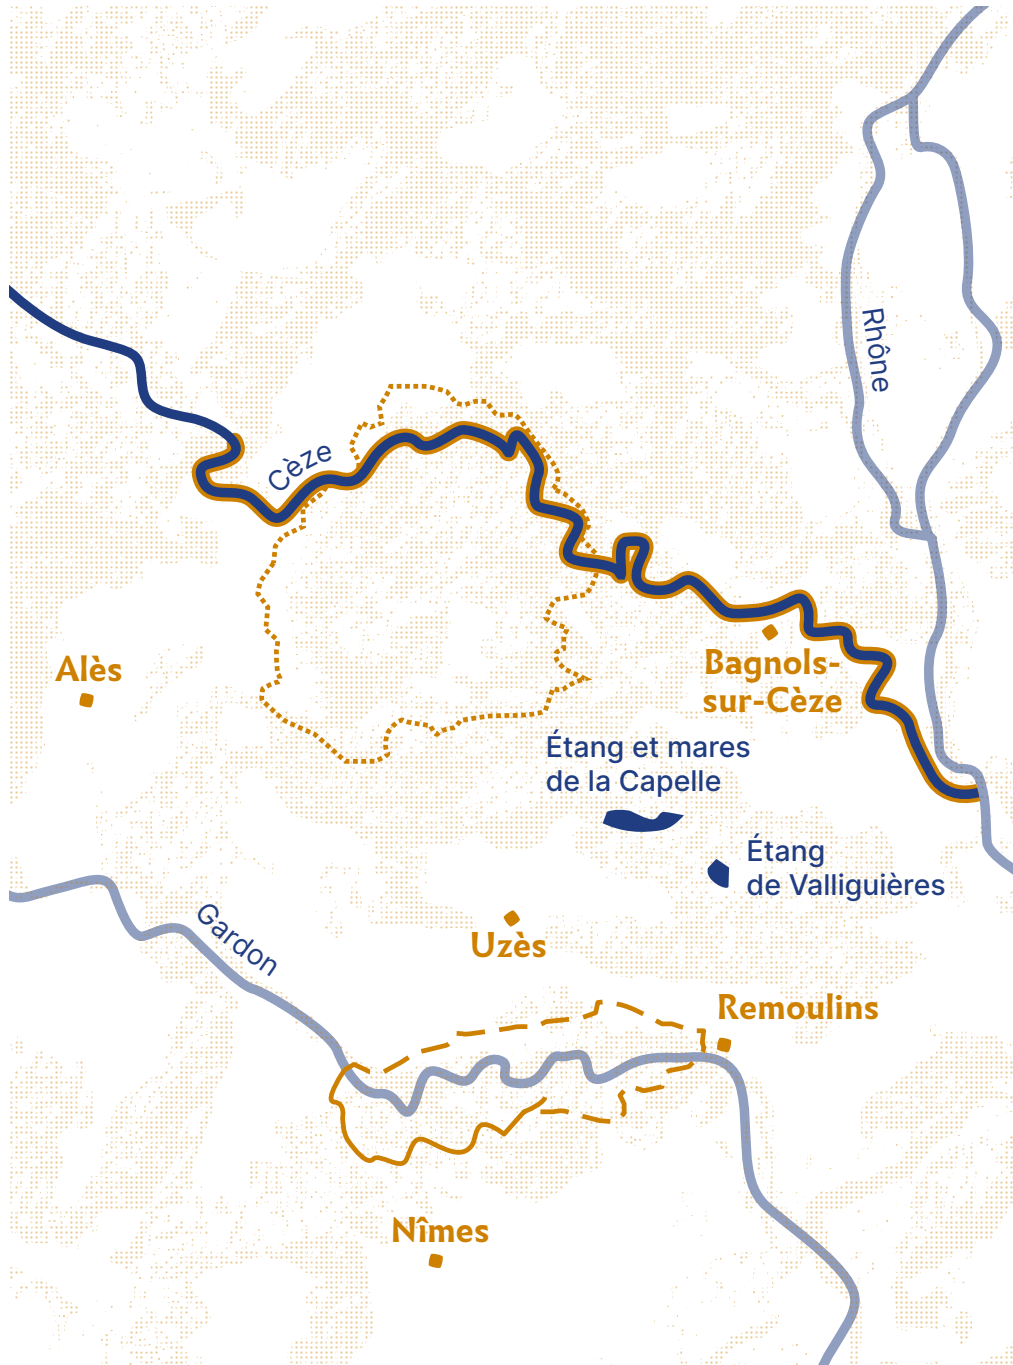 Rhône
Cèze
Alès
Bagnols-
sur-Cèze
Étang et mares
de la Capelle
Étang
de Valliguières
Gardon
Uzès
Remoulins
Nîmes